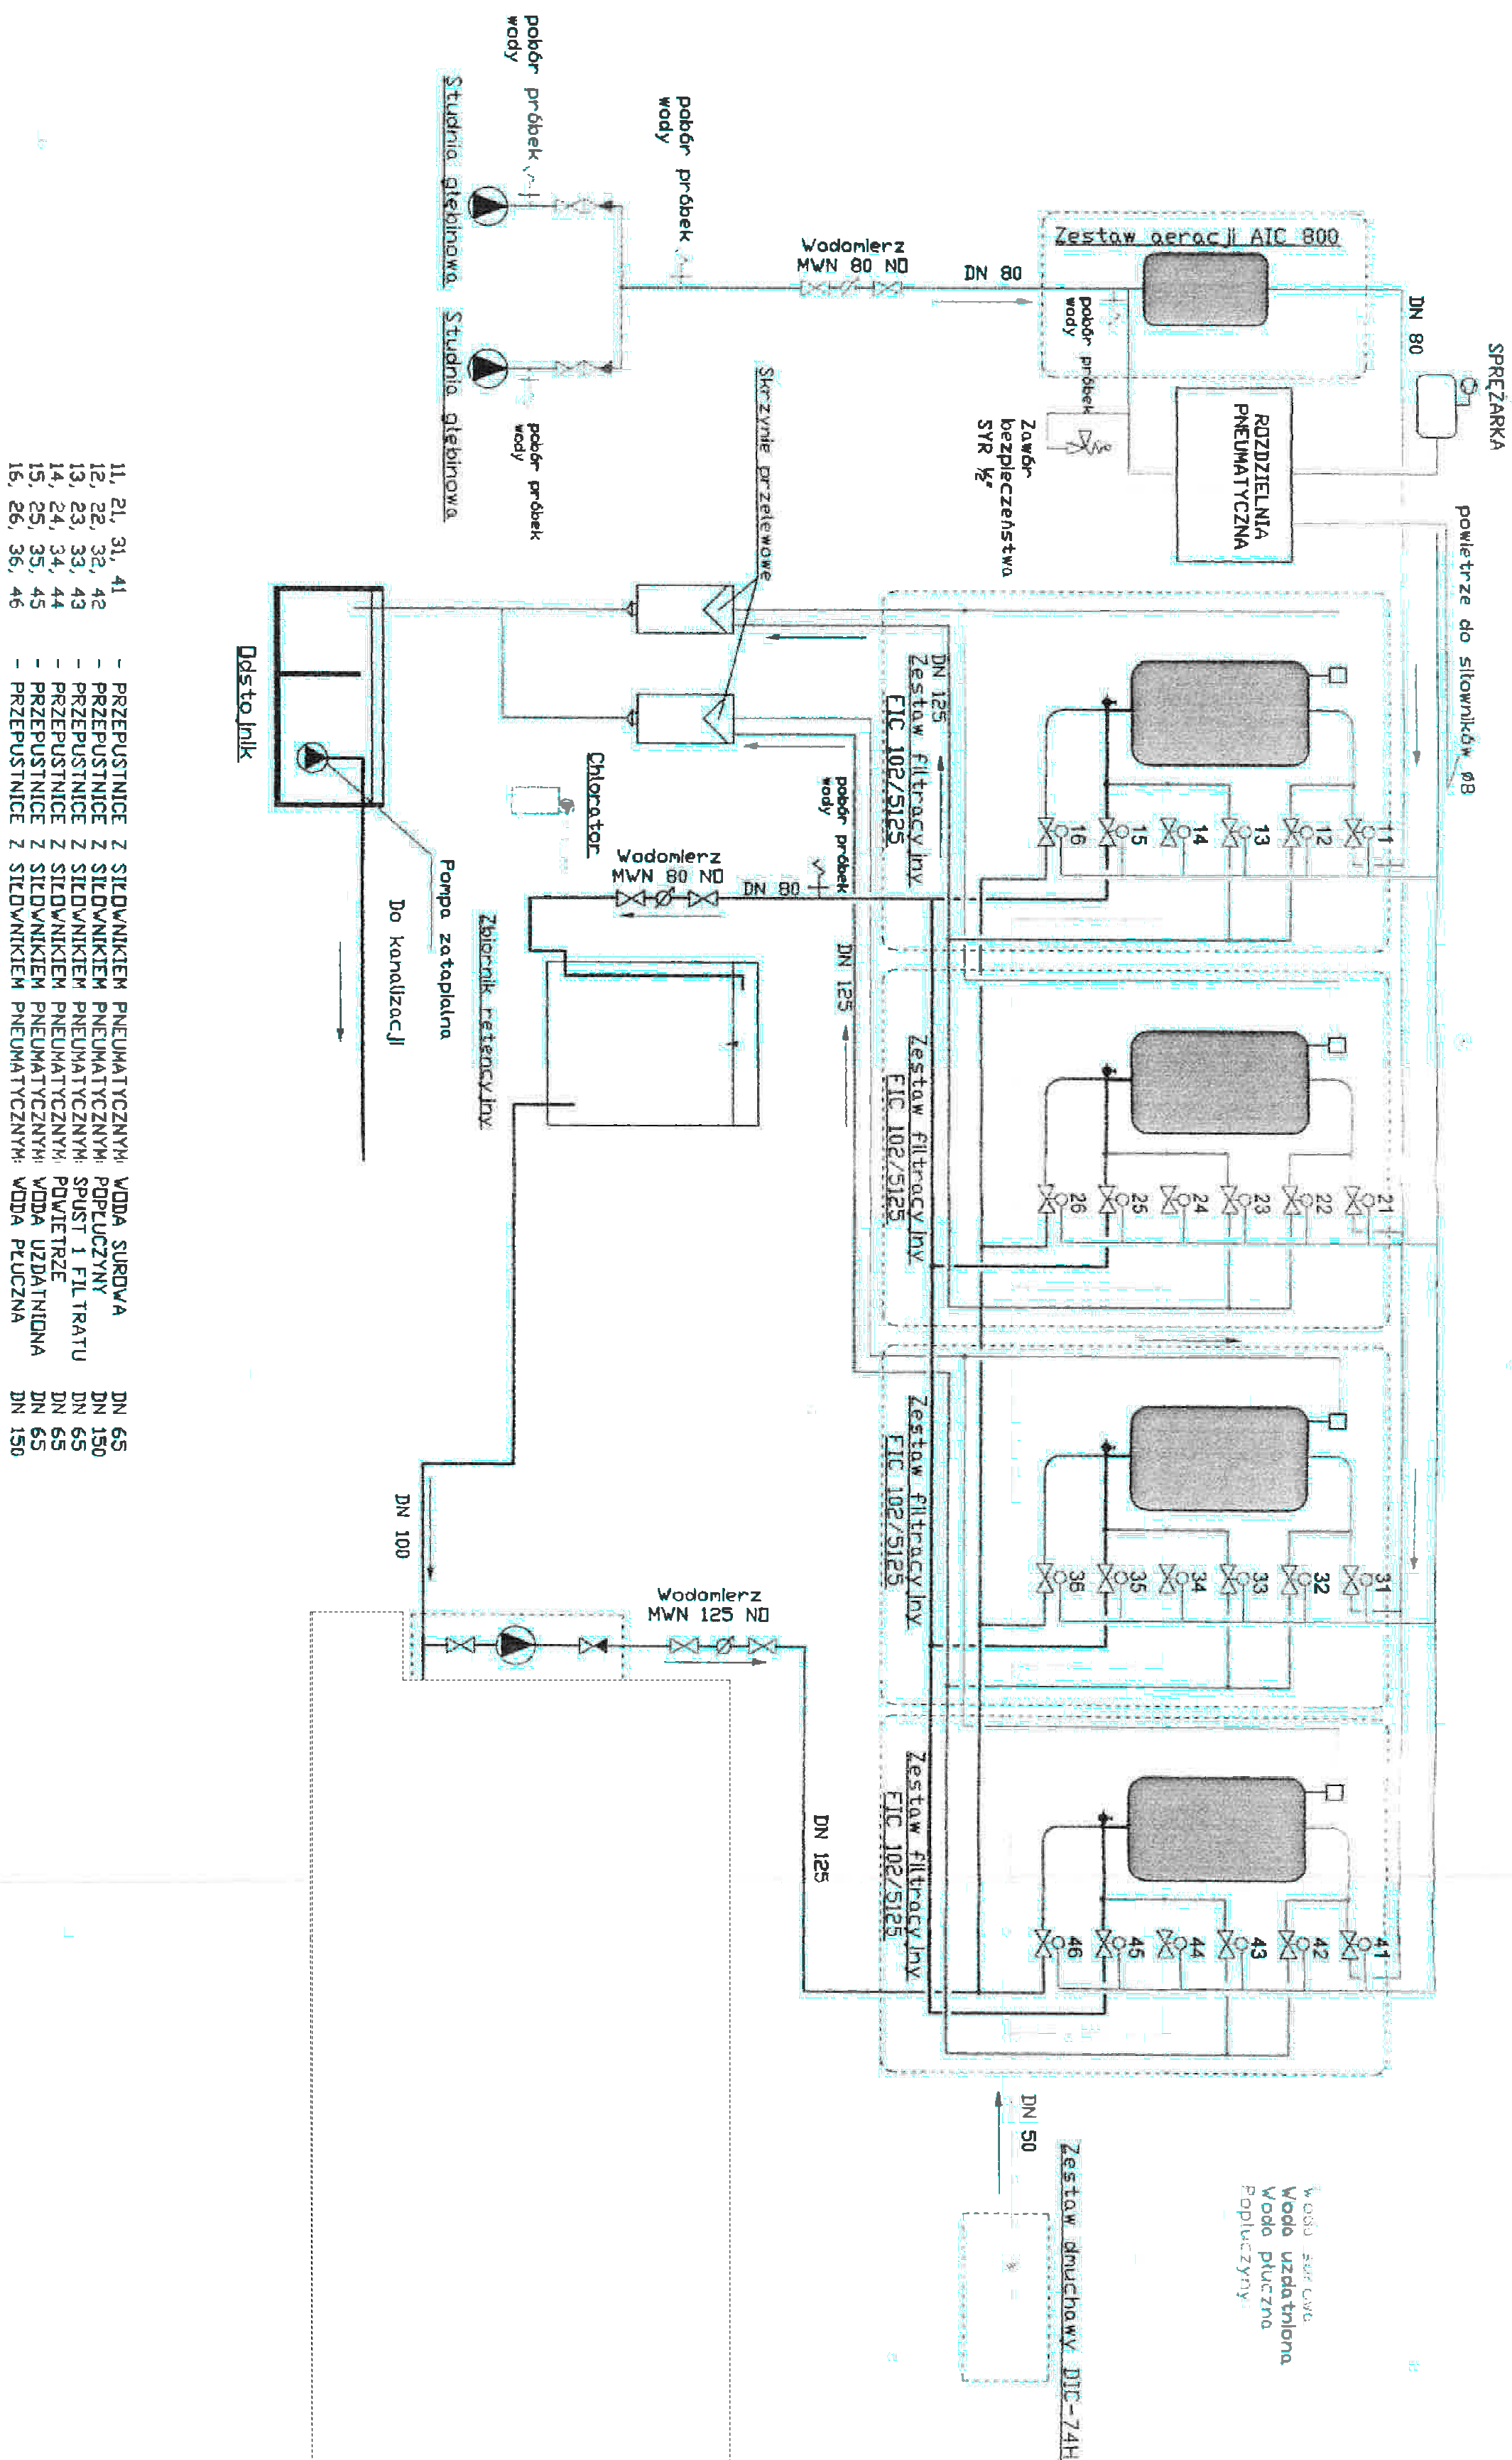 SPRĘŻARKA
powietrze do siłowników ø8
DN 80
Zestaw aeracji AIC 800
ROZDZIELNIA
PNEUMATYCZNA
DN 80
pobór próbek
wody
Zawór
bezpieczeństwa
SYR ½"
Wodomierz
MWN 80 NO
pobór próbek
wody
pobór próbek
wody
pobór próbek
wody
Studnia głębinowa
Studnia głębinowa
Skrzynie przelewowe
11
12
13
14
15
16
21
22
23
24
25
26
31
32
33
34
35
36
41
42
43
44
45
46
DN 125
Zestaw filtracyjny
FIC 102/5125
Zestaw filtracyjny
FIC 102/5125
Zestaw filtracyjny
FIC 102/5125
Zestaw filtracyjny
FIC 102/5125
pobór próbek
wody
DN 125
DN 80
Wodomierz
MWN 80 NO
Chlorator
Zbiornik retencyjny
Pompa zatapialna
Do kanalizacji
Odstojnik
DN 100
Wodomierz
MWN 125 NO
DN 125
DN 50
Zestaw dmuchawy DIC-74H
Woda surowa
Woda uzdatniona
Woda płuczna
Popłuczyny
11, 21, 31, 41 - PRZEPUSTNICE Z SIŁOWNIKIEM PNEUMATYCZNYM: WODA SUROWA DN 65
12, 22, 32, 42 - PRZEPUSTNICE Z SIŁOWNIKIEM PNEUMATYCZNYM: POPŁUCZYNY DN 150
13, 23, 33, 43 - PRZEPUSTNICE Z SIŁOWNIKIEM PNEUMATYCZNYM: SPUST 1 FILTRATU DN 65
14, 24, 34, 44 - PRZEPUSTNICE Z SIŁOWNIKIEM PNEUMATYCZNYM: POWIETRZE DN 65
15, 25, 35, 45 - PRZEPUSTNICE Z SIŁOWNIKIEM PNEUMATYCZNYM: WODA UZDATNIONA DN 65
16, 26, 36, 46 - PRZEPUSTNICE Z SIŁOWNIKIEM PNEUMATYCZNYM: WODA PŁUCZNA DN 150